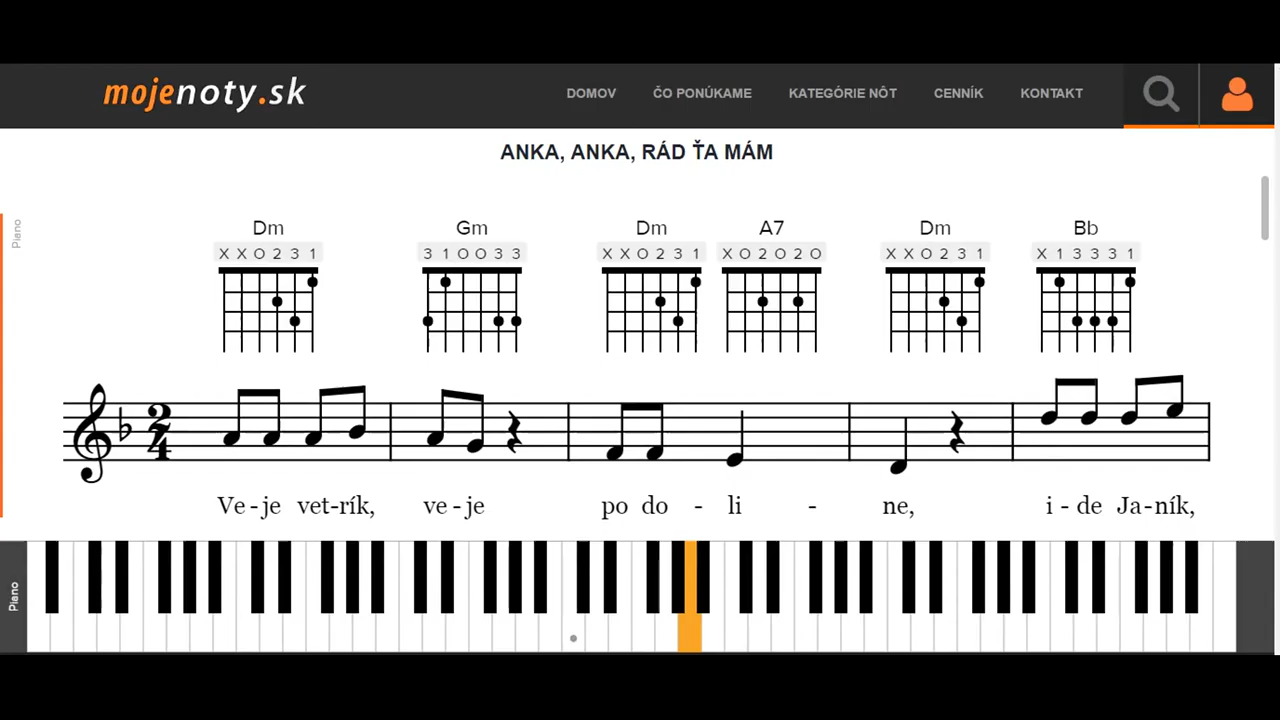 mojenoty.sk
DOMOV ČO PONÚKAME KATEGÓRIE NÔT CENNÍK KONTAKT
ANKA, ANKA, RÁD ŤA MÁM
Piano
Dm Gm Dm A7 Dm Bb
X X O 2 3 1 3 1 O O 3 3 X X O 2 3 1 X O 2 O 2 O X X O 2 3 1 X 1 3 3 3 1
2
4
Ve - je vet-rík, ve - je po do - li - ne, i - de Ja-ník,
Piano